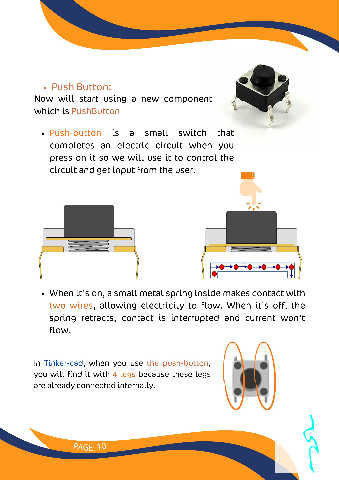 • Push Button:
Now will start using a new component
which is PushButton
• Push-button is a small switch that
completes an electric circuit when you
press on it so we will use it to control the
circuit and get input from the user.
• When it's on, a small metal spring inside makes contact with
two wires, allowing electricity to flow. When it's off, the
spring retracts, contact is interrupted and current won't
flow.
In Tinker-cad, when you use the push-button,
you will find it with 4 legs because these legs
are already connected internally.
PAGE 10